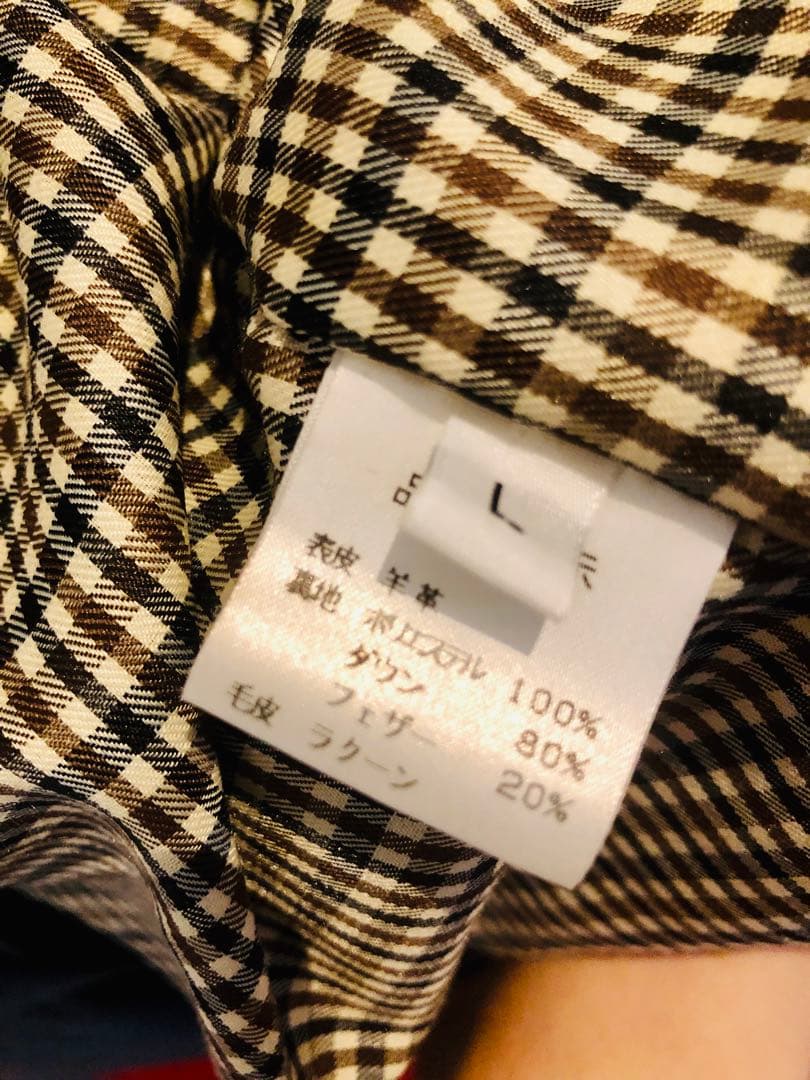 L
品
表皮 羊革
裏地 ポリエステル 100%
ダウン 80%
フェザー 20%
毛皮 ラクーン